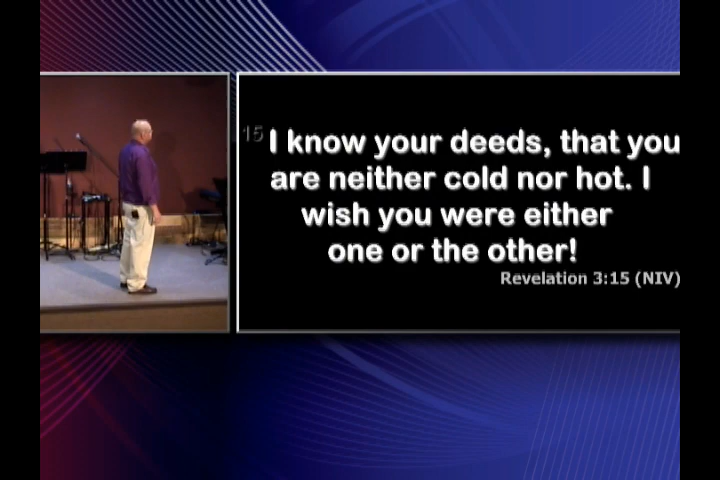 15 I know your deeds, that you
are neither cold nor hot. I
wish you were either
one or the other!
Revelation 3:15 (NIV)